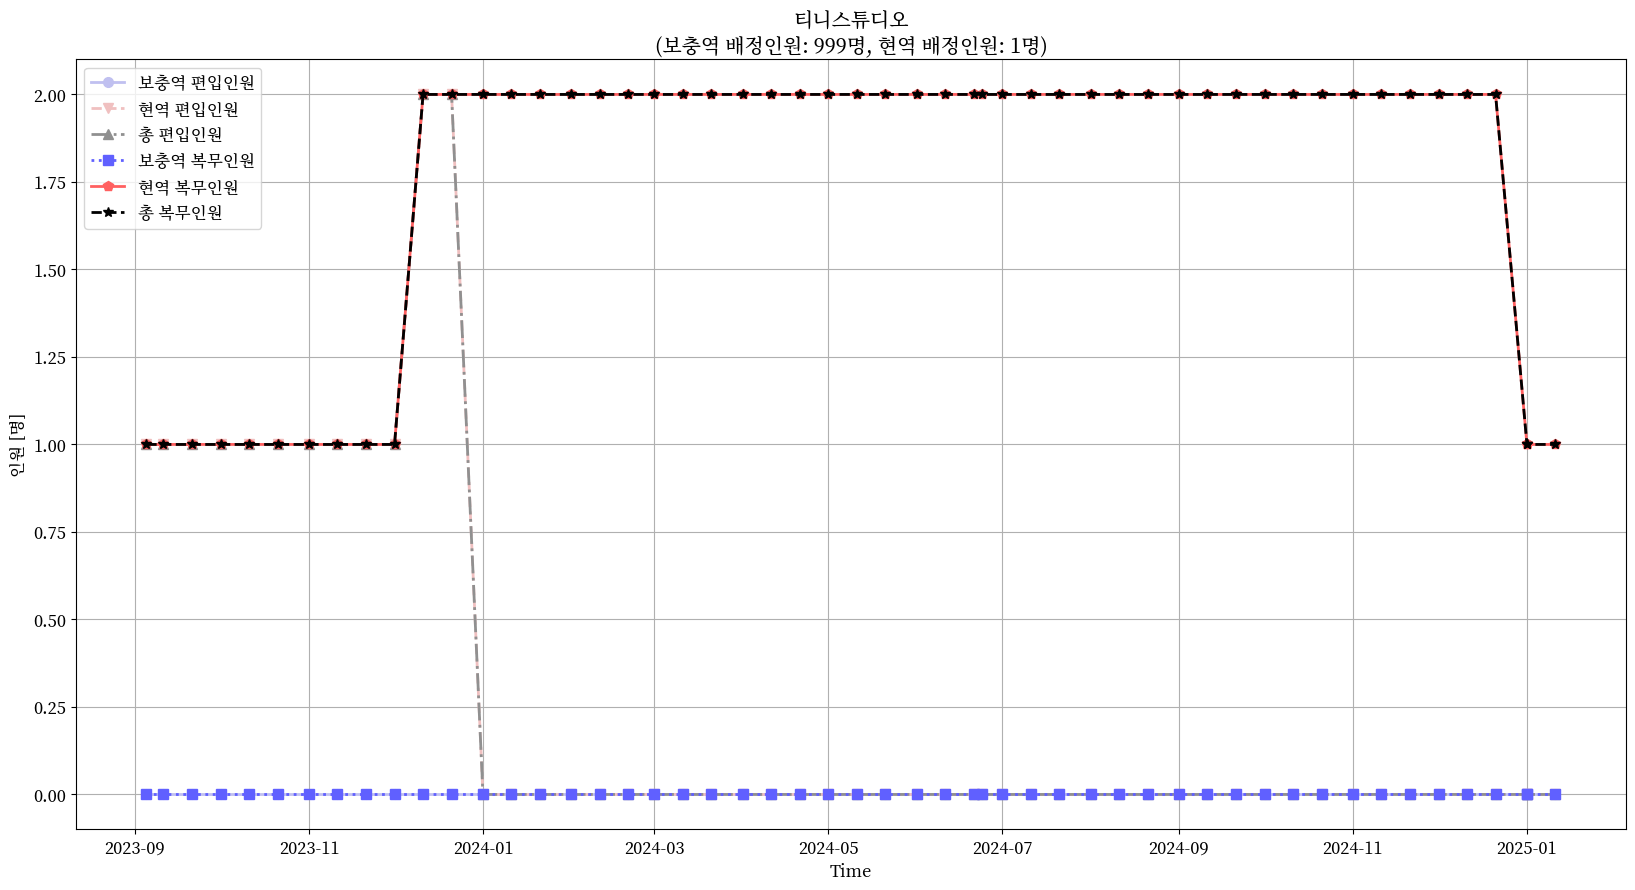 티니스튜디오
(보충역 배정인원: 999명, 현역 배정인원: 1명)
보충역 편입인원
현역 편입인원
총 편입인원
보충역 복무인원
현역 복무인원
총 복무인원
2.00
1.75
1.50
1.25
1.00
0.75
0.50
0.25
0.00
인원 [명]
2023-09
2023-11
2024-01
2024-03
2024-05
2024-07
2024-09
2024-11
2025-01
Time